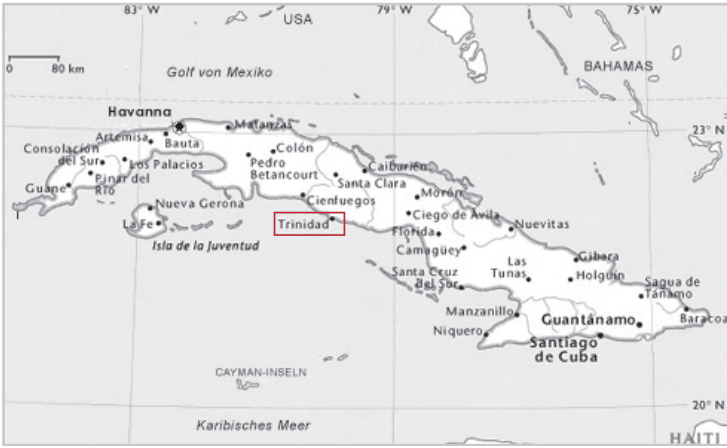 83° W
USA
79° W
75° W
0
80 km
Golf von Mexiko
BAHAMAS
Havanna
Matanzas
23° N
Artemisa
Bauta
Colón
Consolación
del Sur
Los Palacios
Pedro
Betancourt
Caibarién
Santa Clara
Pinar del
Río
Guane
Morón
Nueva Gerona
Cienfuegos
La Fe
Trinidad
Ciego de Ávila
Nuevitas
Florida
Isla de la Juventud
Camagüey
Gibara
Las
Tunas
Holguín
Santa Cruz
del Sur
Sagua de
Tánamo
Manzanillo
Guantánamo
Baracoa
Niquero
Santiago
de Cuba
CAYMAN-INSELN
20° N
Karibisches Meer
HAITI